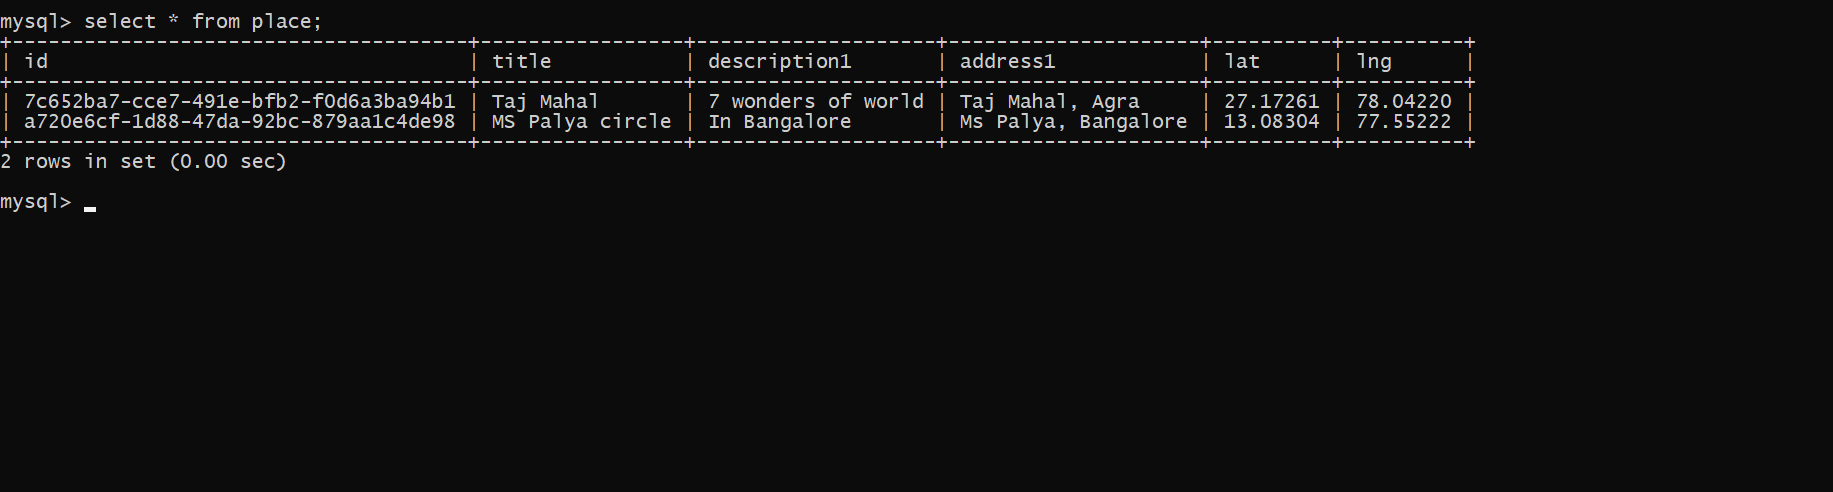 mysql> select * from place;
+--------------------------------------+-----------------+--------------------+---------------------+----------+----------+
| id                                   | title           | description1       | address1            | lat      | lng      |
+--------------------------------------+-----------------+--------------------+---------------------+----------+----------+
| 7c652ba7-cce7-491e-bfb2-f0d6a3ba94b1 | Taj Mahal       | 7 wonders of world | Taj Mahal, Agra     | 27.17261 | 78.04220 |
| a720e6cf-1d88-47da-92bc-879aa1c4de98 | MS Palya circle | In Bangalore       | Ms Palya, Bangalore | 13.08304 | 77.55222 |
+--------------------------------------+-----------------+--------------------+---------------------+----------+----------+
2 rows in set (0.00 sec)
mysql> _